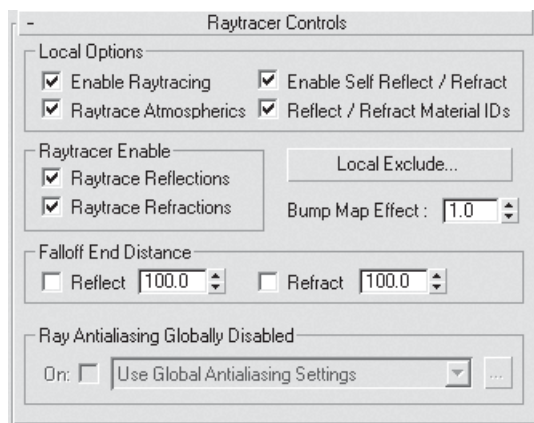 - Raytracer Controls
Local Options
Enable Raytracing Enable Self Reflect / Refract
Raytrace Atmospherics Reflect / Refract Material IDs
Raytracer Enable
Raytrace Reflections
Raytrace Refractions
Local Exclude...
Bump Map Effect : 1.0
Falloff End Distance
Reflect 100.0 Refract 100.0
Ray Antialiasing Globally Disabled
On: Use Global Antialiasing Settings ...